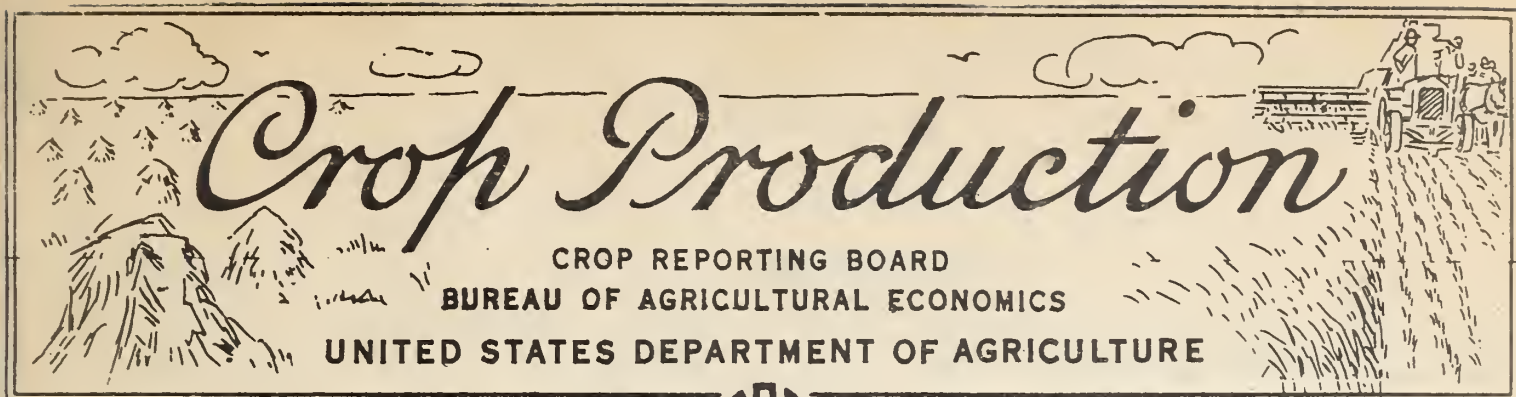 Crop Production
CROP REPORTING BOARD
BUREAU OF AGRICULTURAL ECONOMICS
UNITED STATES DEPARTMENT OF AGRICULTURE